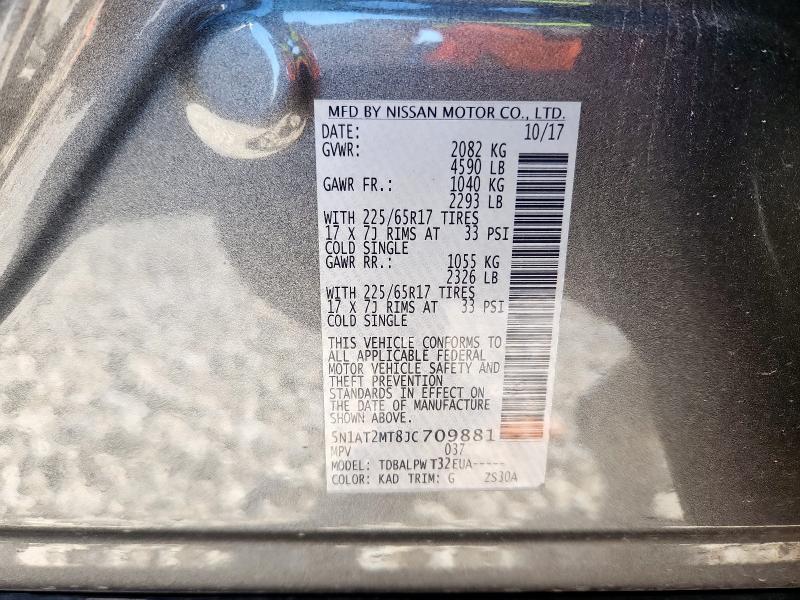 MFD BY NISSAN MOTOR CO., LTD.
DATE: 10/17
GVWR: 2082 KG
4590 LB
GAWR FR.: 1040 KG
2293 LB
WITH 225/65R17 TIRES
17 X 7J RIMS AT 33 PSI
COLD SINGLE
GAWR RR.: 1055 KG
2326 LB
WITH 225/65R17 TIRES
17 X 7J RIMS AT 33 PSI
COLD SINGLE
THIS VEHICLE CONFORMS TO
ALL APPLICABLE FEDERAL
MOTOR VEHICLE SAFETY AND
THEFT PREVENTION
STANDARDS IN EFFECT ON
THE DATE OF MANUFACTURE
SHOWN ABOVE.
5N1AT2MT8JC709881
MPV 037
MODEL: TDBALPW T32EUA-----
COLOR: KAD TRIM: G ZS30A